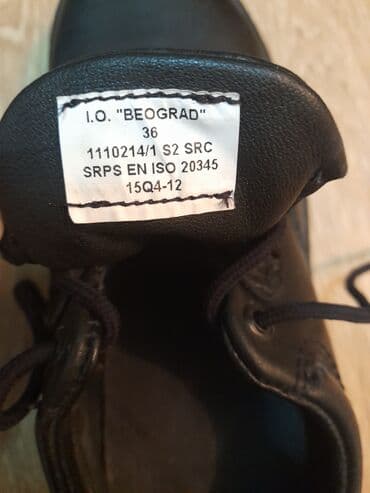 I.O. "BEOGRAD"
36
1110214/1 S2 SRC
SRPS EN ISO 20345
15Q4-12